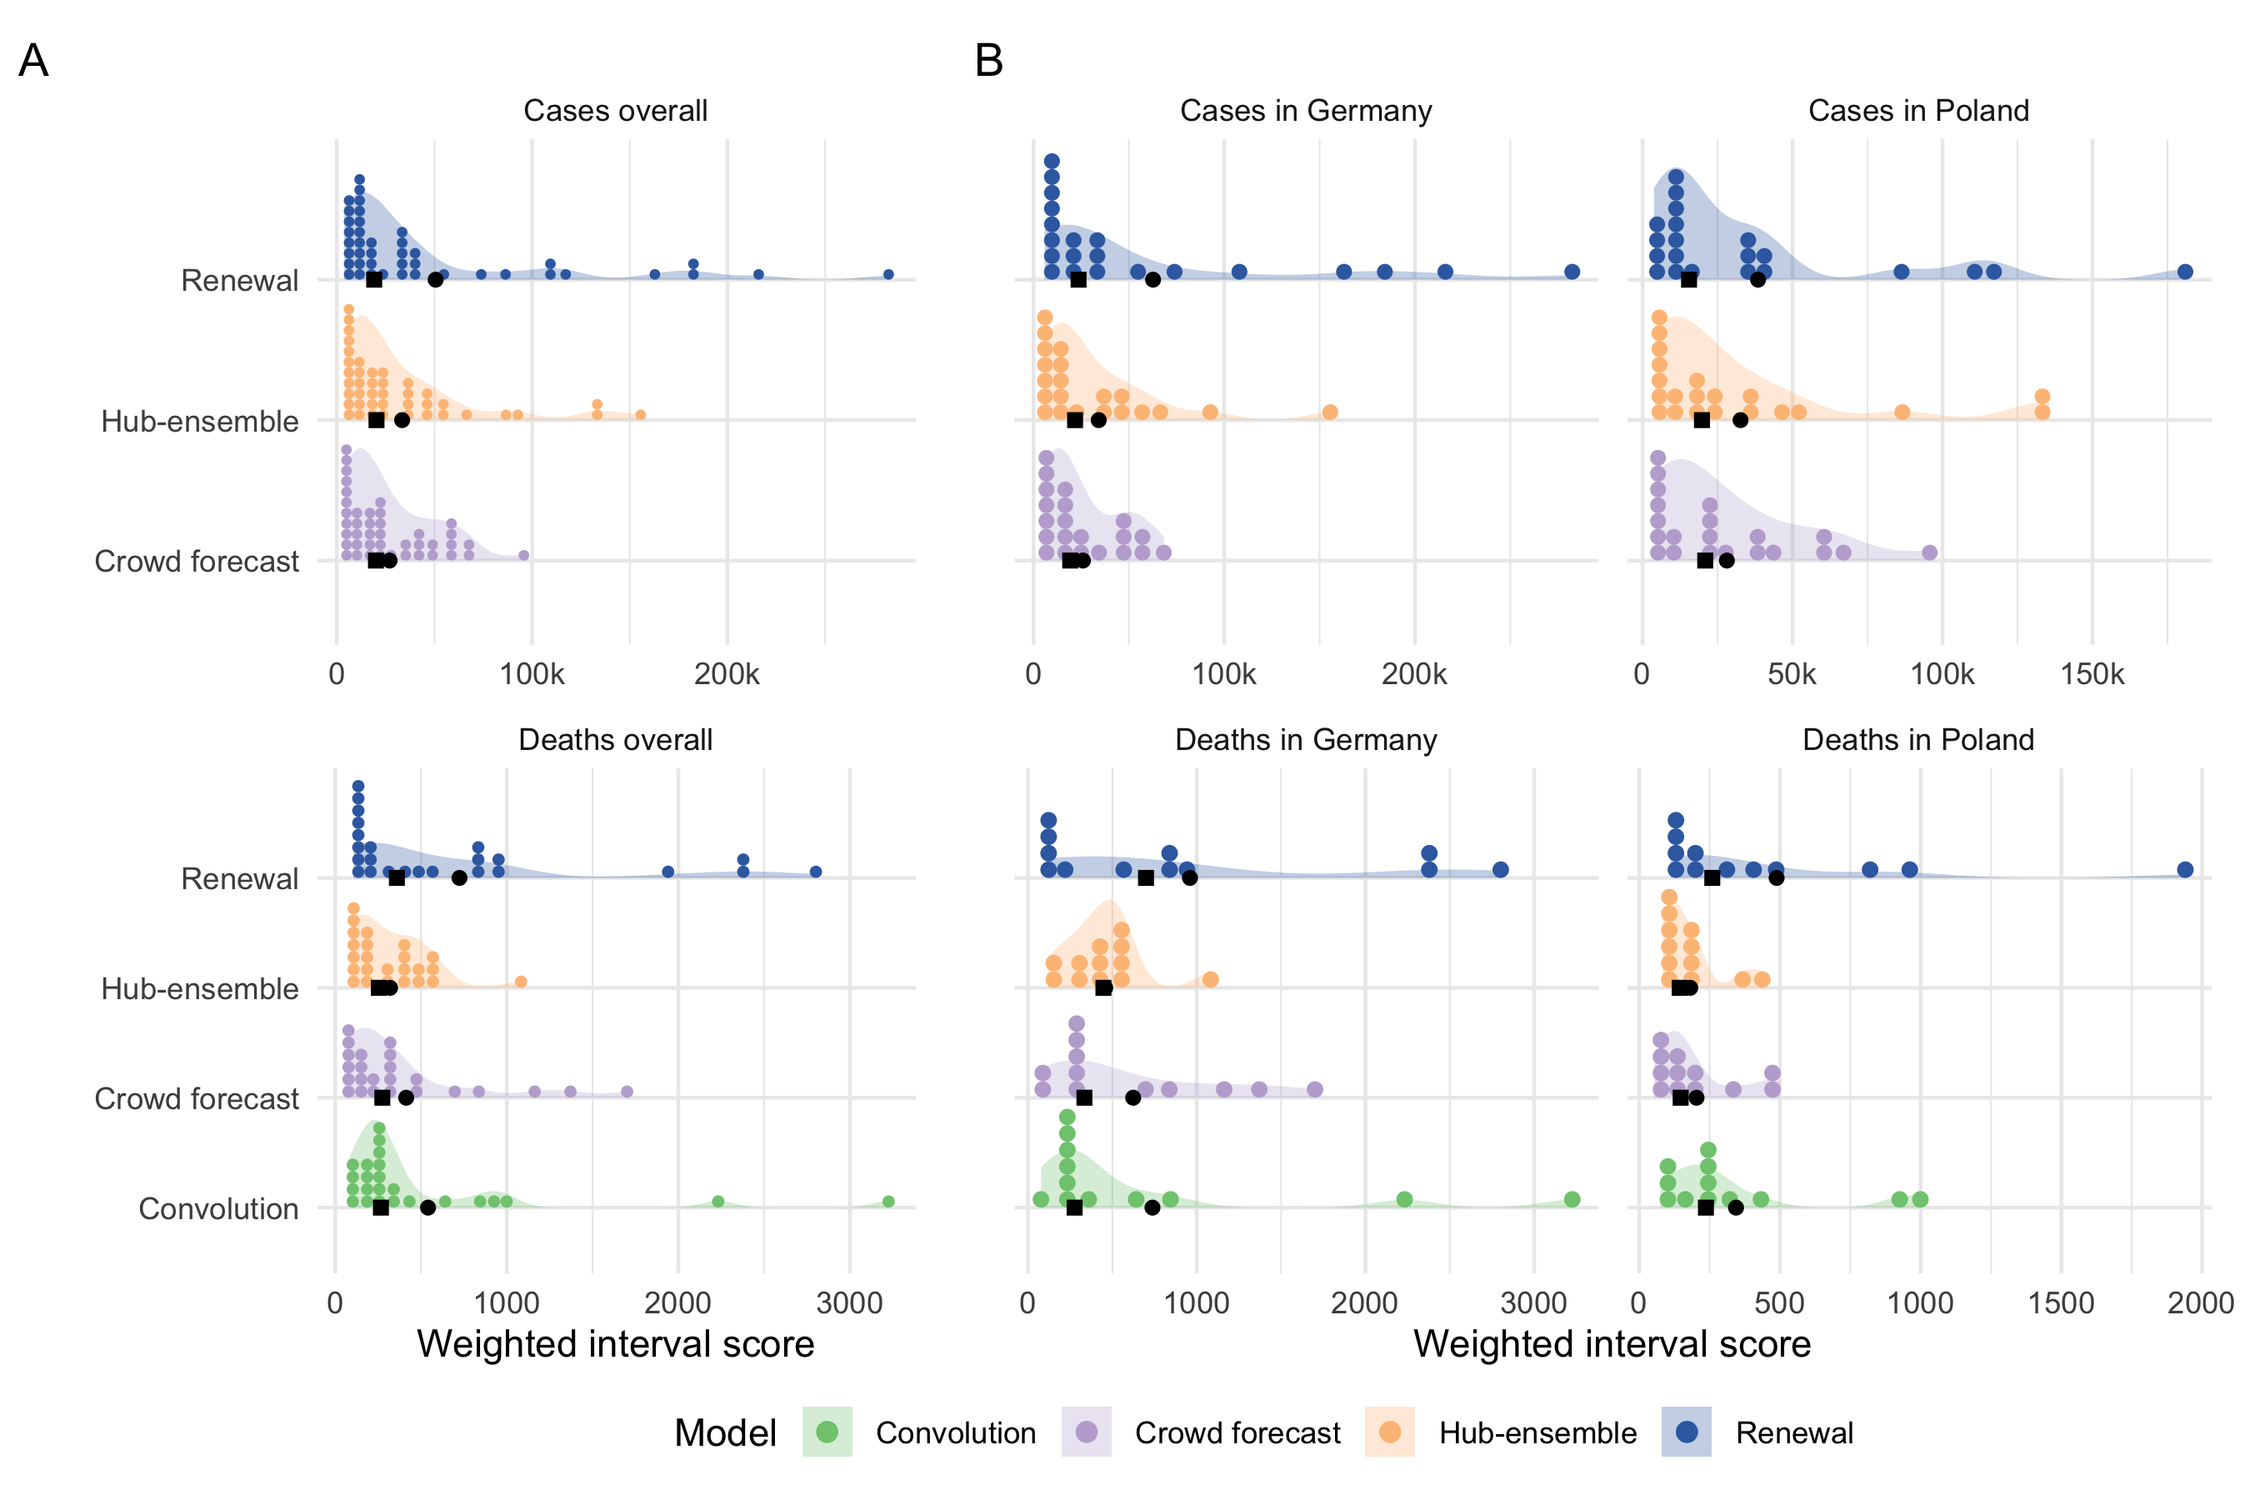 A
B
Cases overall
Cases in Germany
Cases in Poland
Renewal
Hub-ensemble
Crowd forecast
0 100k 200k
0 100k 200k
0 50k 100k 150k
Deaths overall
Deaths in Germany
Deaths in Poland
Renewal
Hub-ensemble
Crowd forecast
Convolution
0 1000 2000 3000
0 1000 2000 3000
0 500 1000 1500 2000
Weighted interval score
Weighted interval score
Model Convolution Crowd forecast Hub-ensemble Renewal